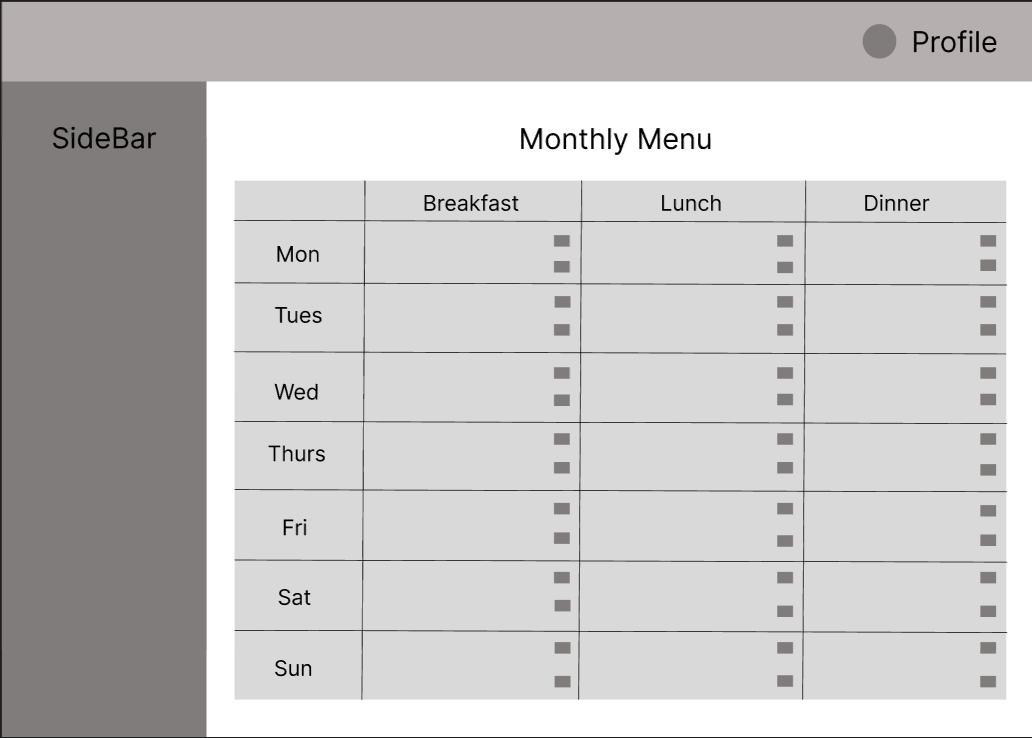 Profile
SideBar
Monthly Menu
Breakfast Lunch Dinner
Mon
Tues
Wed
Thurs
Fri
Sat
Sun